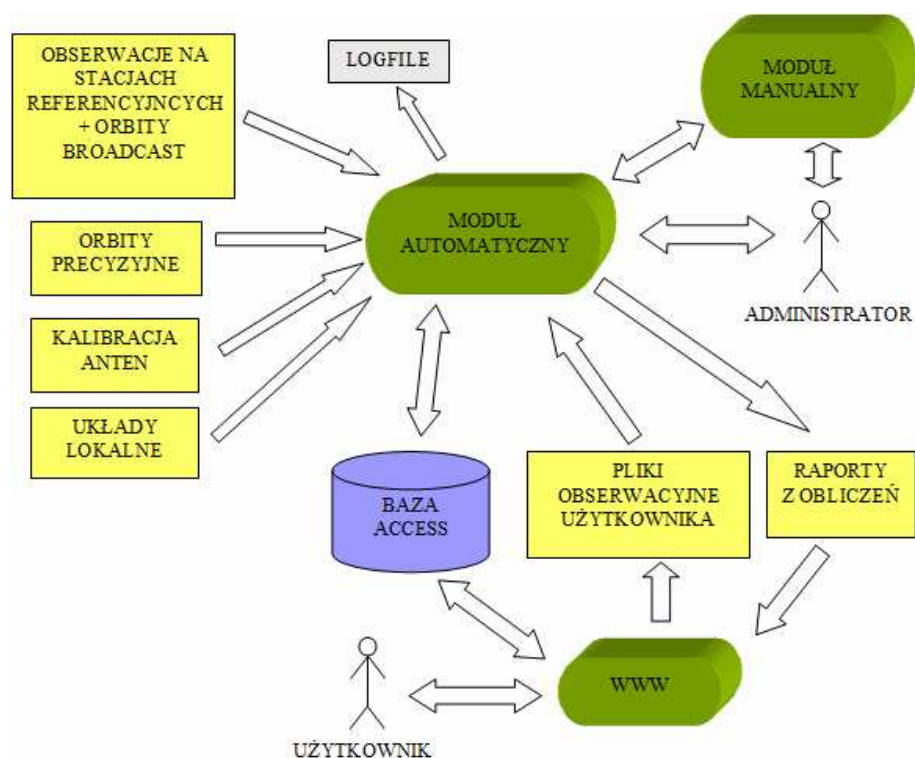 OBSERWACJE NA
STACJACH
REFERENCYJNCYCH
+ ORBITY
BROADCAST
LOGFILE
MODUŁ
MANUALNY
MODUŁ
AUTOMATYCZNY
ORBITY
PRECYZYJNE
ADMINISTRATOR
KALIBRACJA
ANTEN
UKŁADY
LOKALNE
BAZA
ACCESS
PLIKI
OBSERWACYJNE
UŻYTKOWNIKA
RAPORTY
Z OBLICZEŃ
WWW
UŻYTKOWNIK